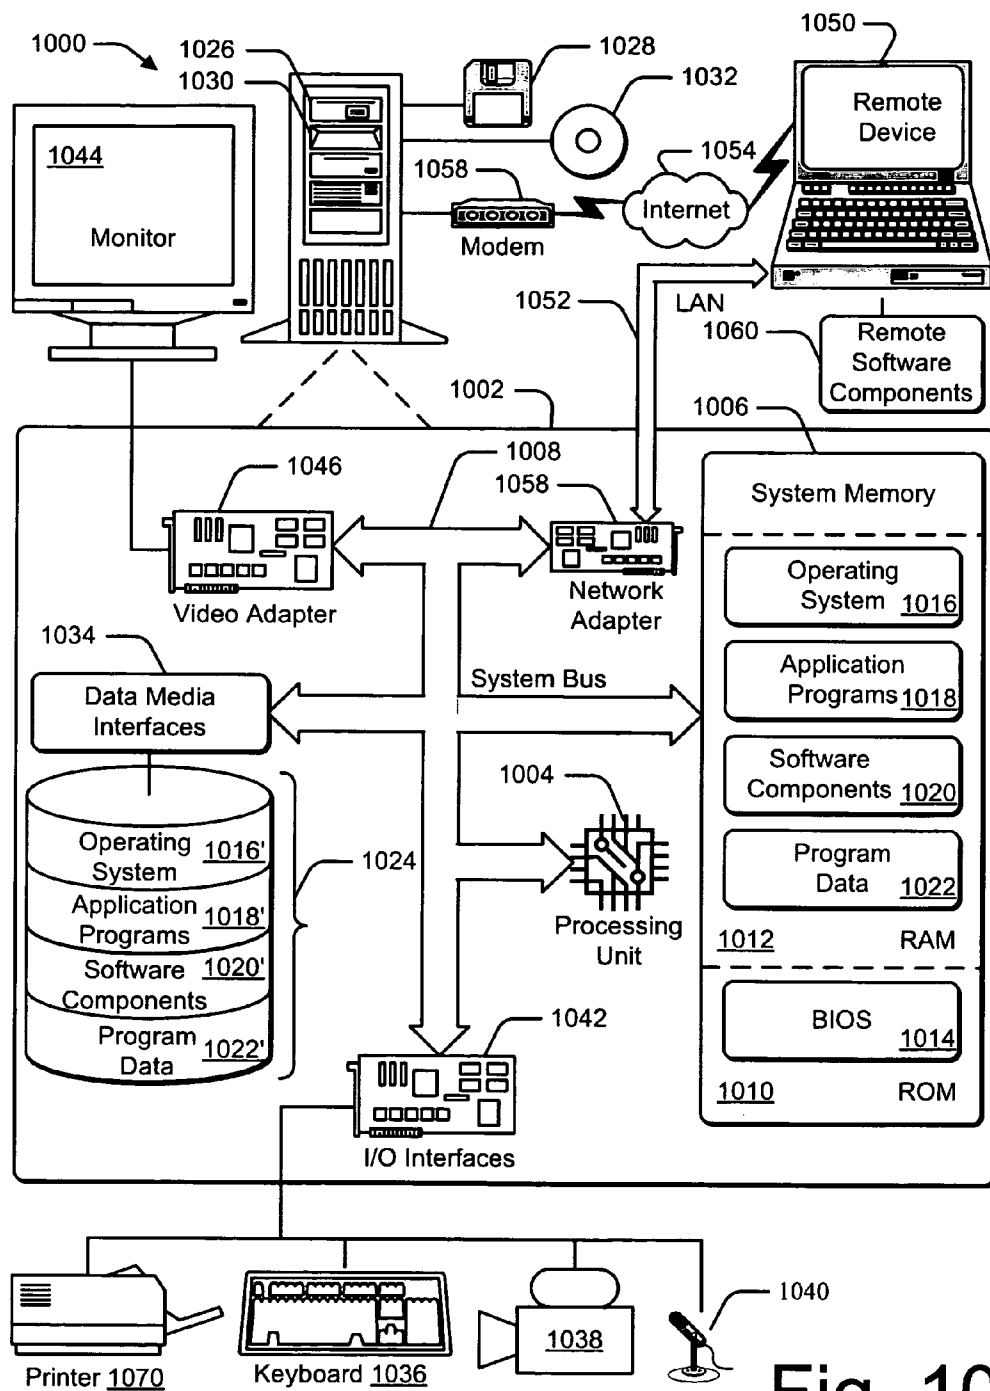 1000
1026
1030
1028
1032
1050
Remote
Device
1044
Monitor
1058
Modem
1054
Internet
1052
LAN
1060
Remote
Software
Components
1002
1006
1046
1008
1058
Video Adapter
Network
Adapter
System Memory
Operating
System 1016
Application
Programs 1018
Software
Components 1020
Program
Data 1022
1012 RAM
BIOS
1014
1010 ROM
1034
Data Media
Interfaces
System Bus
1004
Processing
Unit
Operating
System 1016'
Application
Programs 1018'
Software
Components 1020'
Program
Data 1022'
1024
1042
I/O Interfaces
Printer 1070
Keyboard 1036
1038
1040
Fig. 10